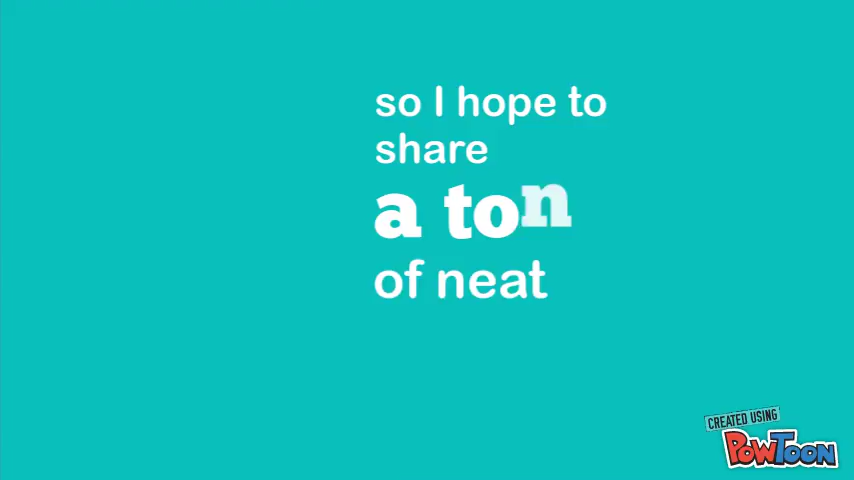 so I hope to
share
a ton
of neat
CREATED USING
POWTOON